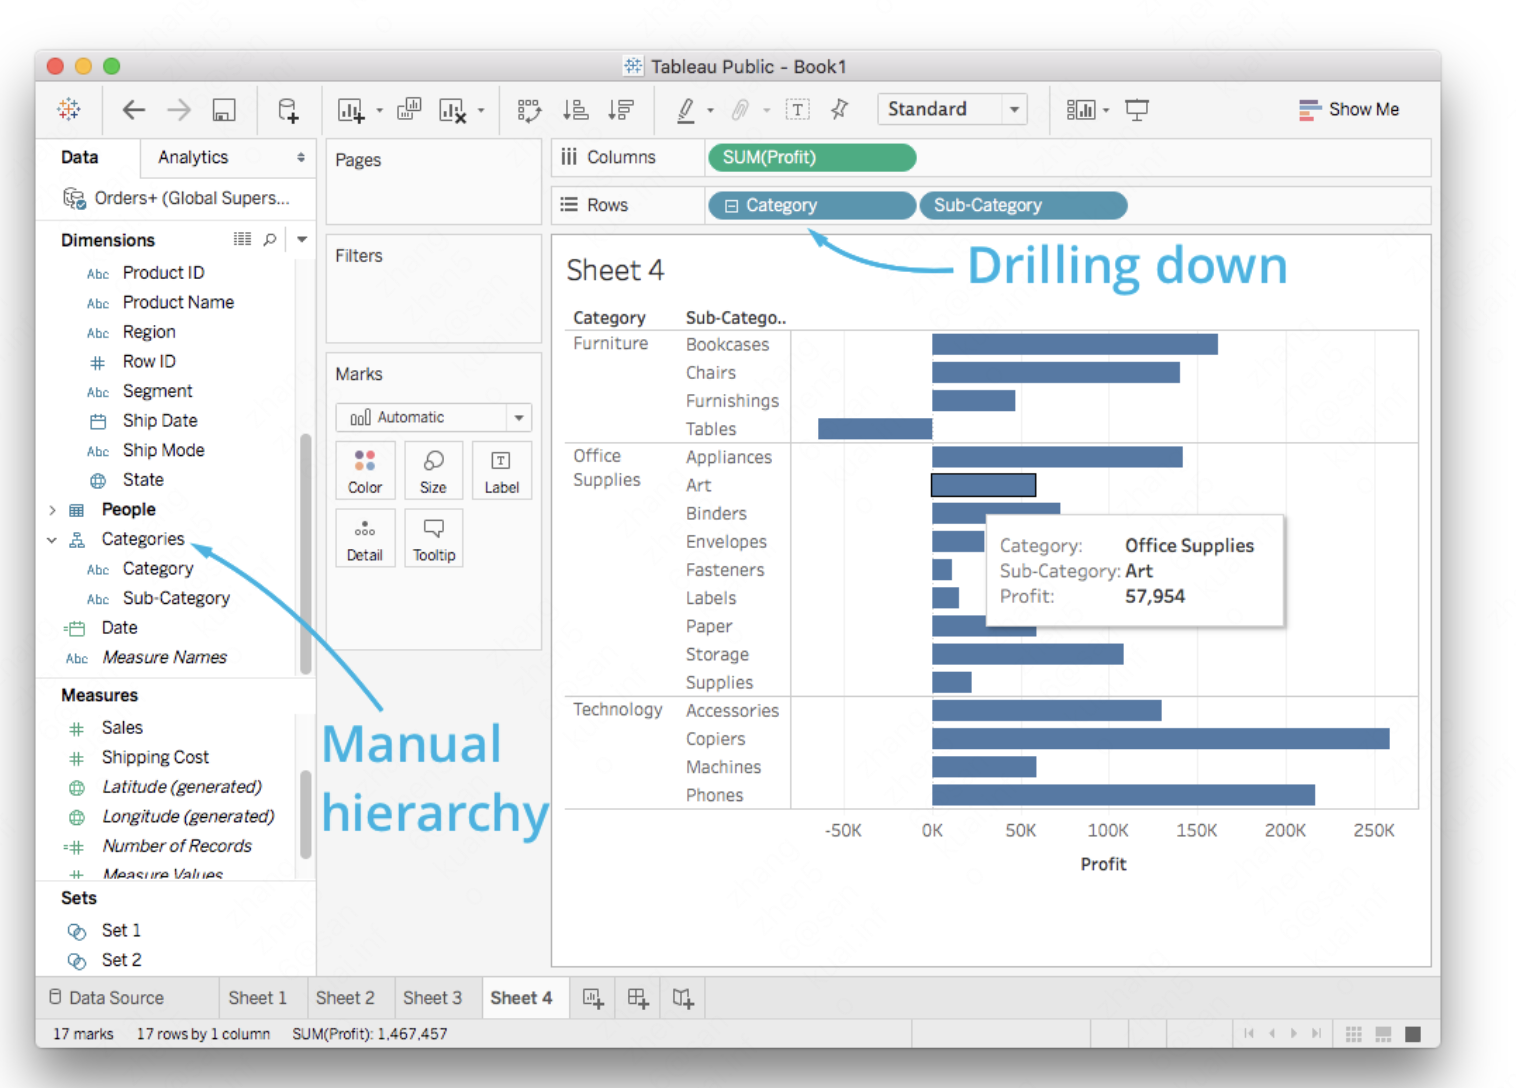 Tableau Public - Book1
Standard
Show Me
Data
Analytics
Orders+ (Global Supers...
Dimensions
Abc Product ID
Abc Product Name
Abc Region
# Row ID
Abc Segment
Ship Date
Abc Ship Mode
State
People
Categories
Abc Category
Abc Sub-Category
Date
Abc Measure Names
Measures
# Sales
# Shipping Cost
Latitude (generated)
Longitude (generated)
=# Number of Records
# Measure Values
Sets
Set 1
Set 2
Pages
Filters
Marks
Automatic
Color
Size
Label
Detail
Tooltip
Manual
hierarchy
Columns
SUM(Profit)
Rows
Category
Sub-Category
Drilling down
Sheet 4
Category
Sub-Catego..
Furniture
Bookcases
Chairs
Furnishings
Tables
Office
Supplies
Appliances
Art
Binders
Envelopes
Fasteners
Labels
Paper
Storage
Supplies
Technology
Accessories
Copiers
Machines
Phones
Category: Office Supplies
Sub-Category: Art
Profit: 57,954
-50K 0K 50K 100K 150K 200K 250K
Profit
Data Source
Sheet 1
Sheet 2
Sheet 3
Sheet 4
17 marks 17 rows by 1 column SUM(Profit): 1,467,457